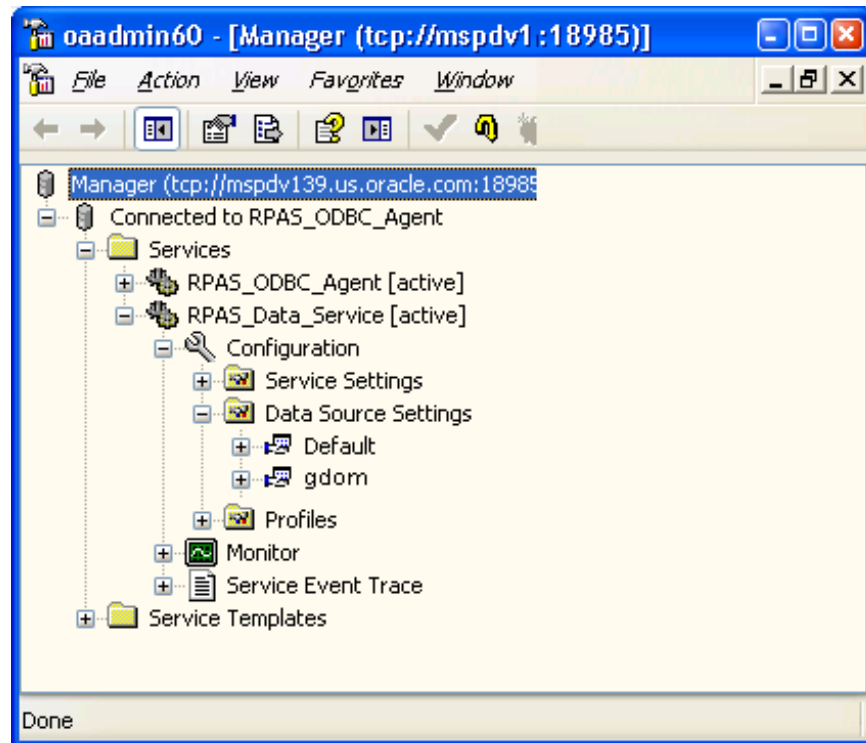 oaadmin60 - [Manager (tcp://mspdv1 :18985)]
File Action View Favorites Window
Manager (tcp://mspdv139.us.oracle.com:18985
Connected to RPAS_ODBC_Agent
Services
RPAS_ODBC_Agent [active]
RPAS_Data_Service [active]
Configuration
Service Settings
Data Source Settings
Default
gdom
Profiles
Monitor
Service Event Trace
Service Templates
Done